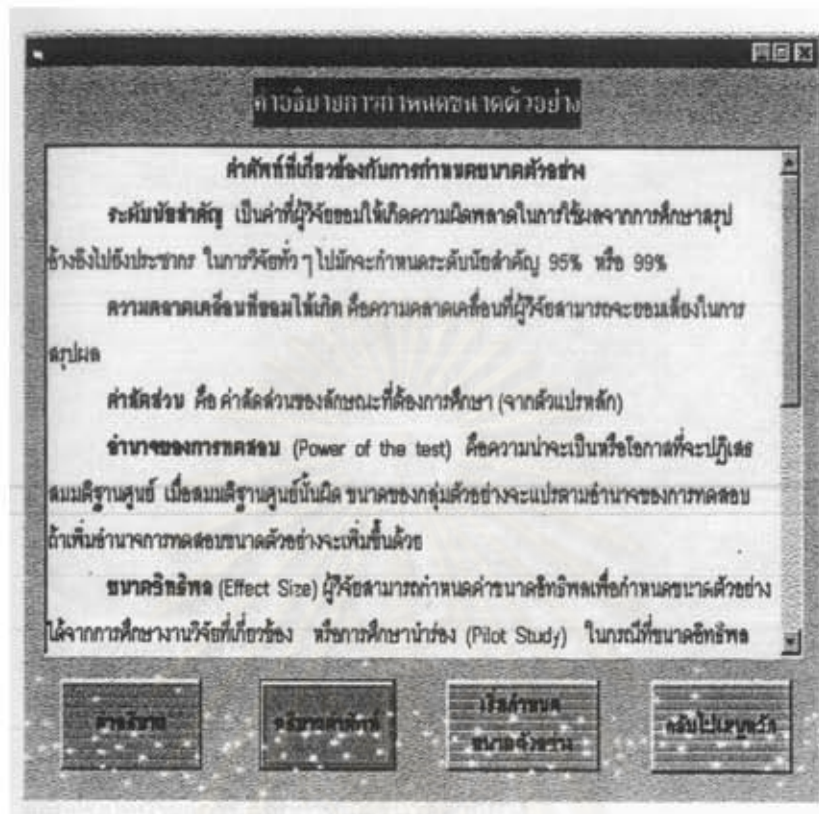 คำอธิบายการกำหนดขนาดตัวอย่าง
คำศัพท์ที่เกี่ยวข้องกับการกำหนดขนาดตัวอย่าง
ระดับนัยสำคัญ เป็นค่าที่ผู้วิจัยยอมให้เกิดความผิดพลาดในการใช้ผลจากการศึกษาสรุป
อ้างอิงไปยังประชากร ในการวิจัยทั่ว ๆ ไปมักจะกำหนดระดับนัยสำคัญ 95% หรือ 99%
ความคลาดเคลื่อนที่ยอมให้เกิด คือความคลาดเคลื่อนที่ผู้วิจัยสามารถจะยอมเสี่ยงในการ
สรุปผล
ค่าสัดส่วน คือ ค่าสัดส่วนของลักษณะที่ต้องการศึกษา (จากตัวแปรหลัก)
อำนาจของการทดสอบ (Power of the test) คือความน่าจะเป็นหรือโอกาสที่จะปฏิเสธ
สมมติฐานศูนย์ เมื่อสมมติฐานศูนย์นั้นผิด ขนาดของกลุ่มตัวอย่างจะแปรตามอำนาจของการทดสอบ
ถ้าเพิ่มอำนาจการทดสอบขนาดตัวอย่างจะเพิ่มขึ้นด้วย
ขนาดอิทธิพล (Effect Size) ผู้วิจัยสามารถกำหนดค่าขนาดอิทธิพลเพื่อกำหนดขนาดตัวอย่าง
ได้จากการศึกษางานวิจัยที่เกี่ยวข้อง หรือการศึกษานำร่อง (Pilot Study) ในกรณีที่ขนาดอิทธิพล
คำอธิบาย
อธิบายคำศัพท์
เริ่มกำหนด
ขนาดตัวอย่าง
กลับไปเมนูหลัก